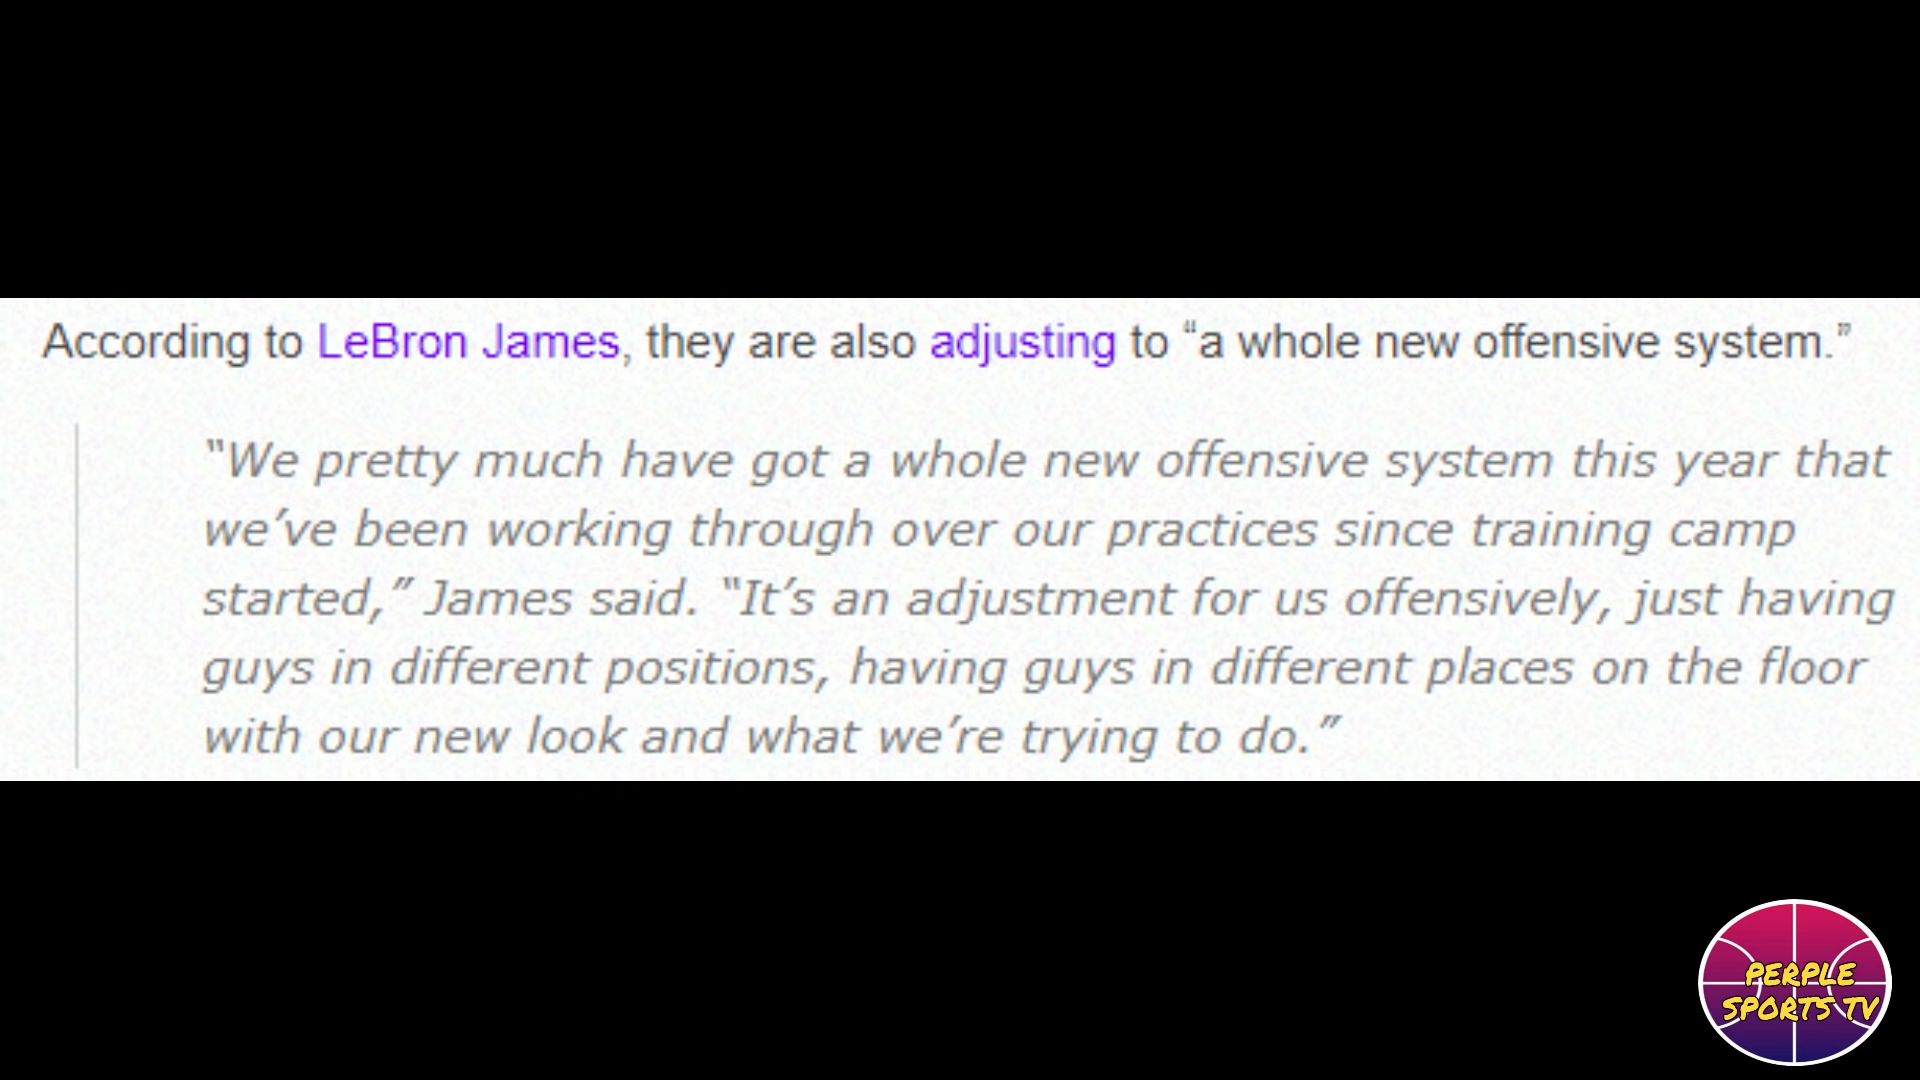 According to LeBron James, they are also adjusting to “a whole new offensive system.”
“We pretty much have got a whole new offensive system this year that
we’ve been working through over our practices since training camp
started,” James said. “It’s an adjustment for us offensively, just having
guys in different positions, having guys in different places on the floor
with our new look and what we’re trying to do.”
PERPLE
SPORTS TV